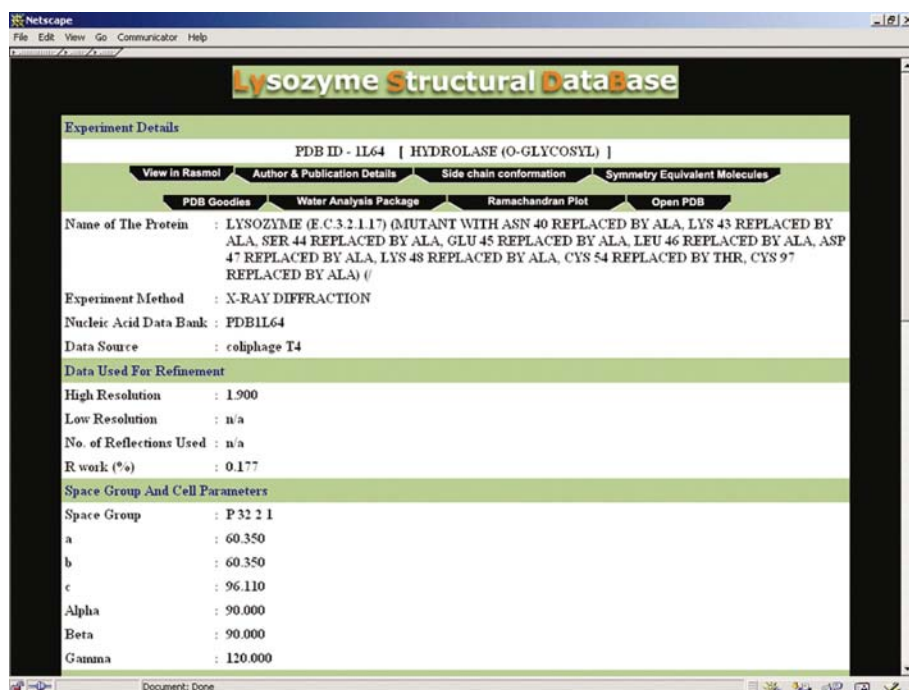 Netscape
File Edit View Go Communicator Help
Lysozyme Structural DataBase
Experiment Details
PDB ID - 1L64 [ HYDROLASE (O-GLYCOSYL) ]
View in Rasmol Author & Publication Details Side chain conformation Symmetry Equivalent Molecules
PDB Goodies Water Analysis Package Ramachandran Plot Open PDB
Name of The Protein : LYSOZYME (E.C.3.2.1.17) (MUTANT WITH ASN 40 REPLACED BY ALA, LYS 43 REPLACED BY
ALA, SER 44 REPLACED BY ALA, GLU 45 REPLACED BY ALA, LEU 46 REPLACED BY ALA, ASP
47 REPLACED BY ALA, LYS 48 REPLACED BY ALA, CYS 54 REPLACED BY THR, CYS 97
REPLACED BY ALA) (/
Experiment Method : X-RAY DIFFRACTION
Nucleic Acid Data Bank : PDB1L64
Data Source : coliphage T4
Data Used For Refinement
High Resolution : 1.900
Low Resolution : n/a
No. of Reflections Used : n/a
R work (%) : 0.177
Space Group And Cell Parameters
Space Group : P 32 2 1
a : 60.350
b : 60.350
c : 96.110
Alpha : 90.000
Beta : 90.000
Gamma : 120.000
Document: Done